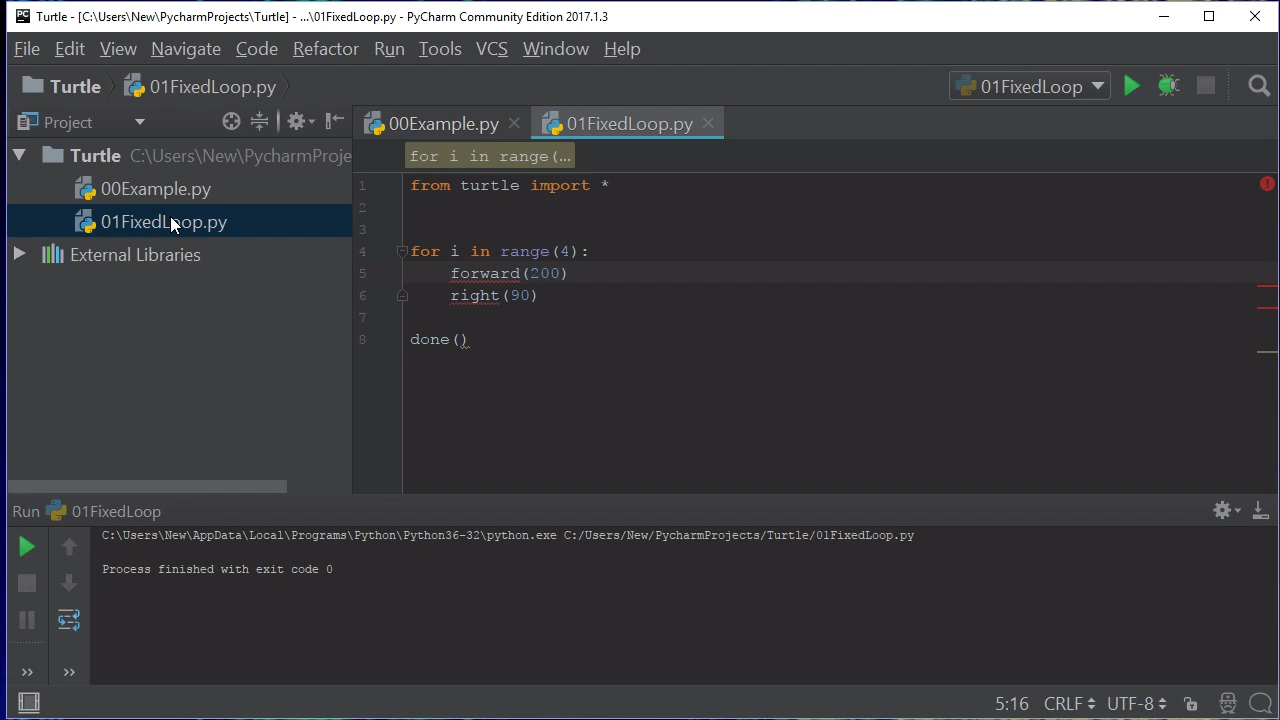 Turtle - [C:\Users\New\PycharmProjects\Turtle] - ...\01FixedLoop.py - PyCharm Community Edition 2017.1.3
File Edit View Navigate Code Refactor Run Tools VCS Window Help
Turtle 01FixedLoop.py 01FixedLoop
Project 00Example.py 01FixedLoop.py
for i in range(...
Turtle C:\Users\New\PycharmProje
00Example.py
01FixedLoop.py
External Libraries
1 from turtle import *
2
3
4 for i in range(4):
5 forward(200)
6 right(90)
7
8 done()
Run 01FixedLoop
C:\Users\New\AppData\Local\Programs\Python\Python36-32\python.exe C:/Users/New/PycharmProjects/Turtle/01FixedLoop.py
Process finished with exit code 0
5:16 CRLF UTF-8